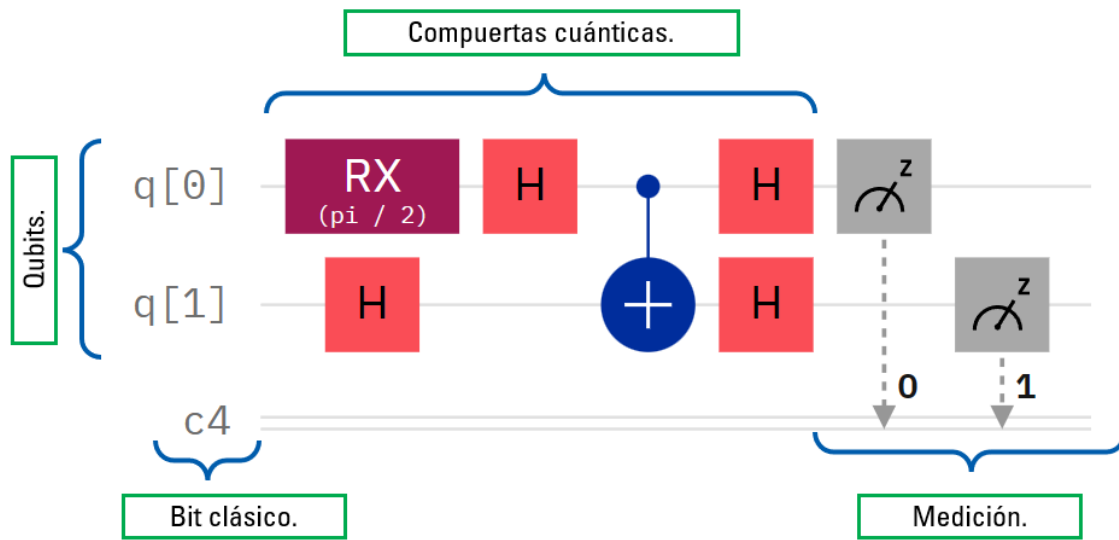 Compuertas cuánticas.
Qubits.
q[0] RX (pi / 2) H H z
q[1] H H z
0 1
c4
Bit clásico.
Medición.